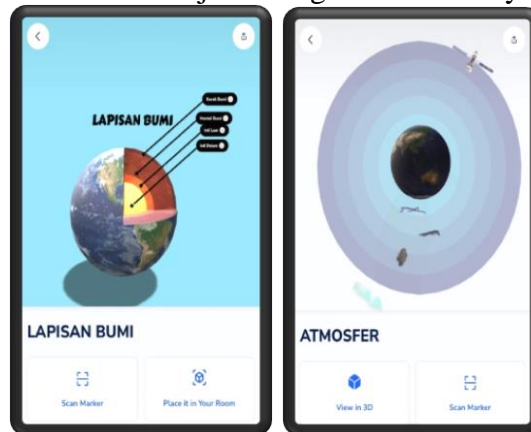 LAPISAN BUMI
Kerak Bumi
Mantel Bumi
Inti Luar
Inti Dalam
LAPISAN BUMI
Scan Marker
Place it in Your Room
ATMOSFER
View in 3D
Scan Marker